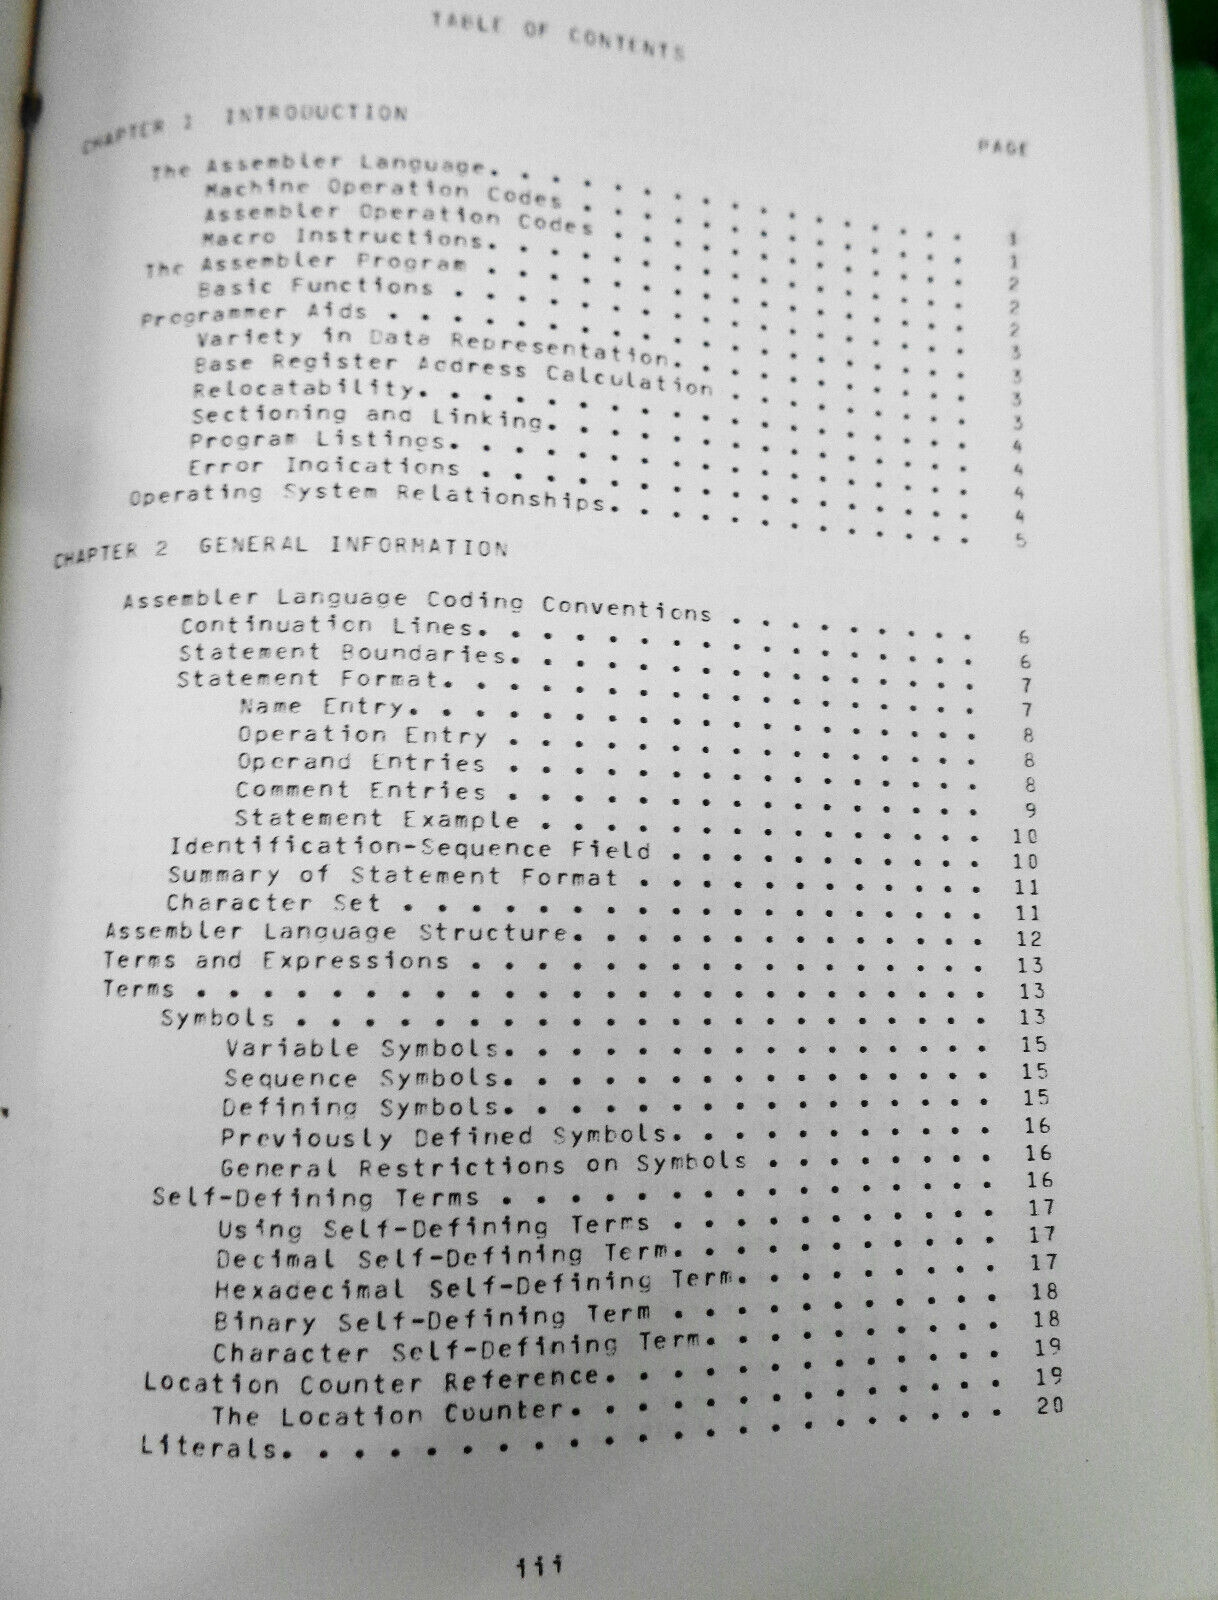 TABLE OF CONTENTS
CHAPTER 1 INTRODUCTION
PAGE
The Assembler Language. . . . . . . . . . . . . . . . 1
Machine Operation Codes . . . . . . . . . . . . . 1
Assembler Operation Codes . . . . . . . . . . . . 2
Macro Instructions. . . . . . . . . . . . . . . . 2
The Assembler Program . . . . . . . . . . . . . . . . 2
Basic Functions . . . . . . . . . . . . . . . . . 3
Programmer Aids . . . . . . . . . . . . . . . . . . . 3
Variety in Data Representation. . . . . . . . . . 3
Base Register Address Calculation . . . . . . . . 3
Relocatability. . . . . . . . . . . . . . . . . . 4
Sectioning and Linking. . . . . . . . . . . . . . 4
Program Listings. . . . . . . . . . . . . . . . . 4
Error Indications . . . . . . . . . . . . . . . . 4
Operating System Relationships. . . . . . . . . . . . 5
CHAPTER 2 GENERAL INFORMATION
Assembler Language Coding Conventions . . . . . . . . 6
Continuation Lines. . . . . . . . . . . . . . . . 6
Statement Boundaries. . . . . . . . . . . . . . . 7
Statement Format. . . . . . . . . . . . . . . . . 7
Name Entry. . . . . . . . . . . . . . . . . . 8
Operation Entry . . . . . . . . . . . . . . . 8
Operand Entries . . . . . . . . . . . . . . . 8
Comment Entries . . . . . . . . . . . . . . . 9
Statement Example . . . . . . . . . . . . . . 10
Identification-Sequence Field . . . . . . . . . . 10
Summary of Statement Format . . . . . . . . . . . 11
Character Set . . . . . . . . . . . . . . . . . . 11
Assembler Language Structure. . . . . . . . . . . . . 12
Terms and Expressions . . . . . . . . . . . . . . . . 13
Terms . . . . . . . . . . . . . . . . . . . . . . . . 13
Symbols . . . . . . . . . . . . . . . . . . . . . 13
Variable Symbols. . . . . . . . . . . . . . . 15
Sequence Symbols. . . . . . . . . . . . . . . 15
Defining Symbols. . . . . . . . . . . . . . . 15
Previously Defined Symbols. . . . . . . . . . 16
General Restrictions on Symbols . . . . . . . 16
Self-Defining Terms . . . . . . . . . . . . . . . 16
Using Self-Defining Terms . . . . . . . . . . 17
Decimal Self-Defining Term. . . . . . . . . . 17
Hexadecimal Self-Defining Term. . . . . . . . 17
Binary Self-Defining Term . . . . . . . . . . 18
Character Self-Defining Term. . . . . . . . . 18
Location Counter Reference. . . . . . . . . . . . 19
The Location Counter. . . . . . . . . . . . . 19
Literals. . . . . . . . . . . . . . . . . . . . . 20
iii